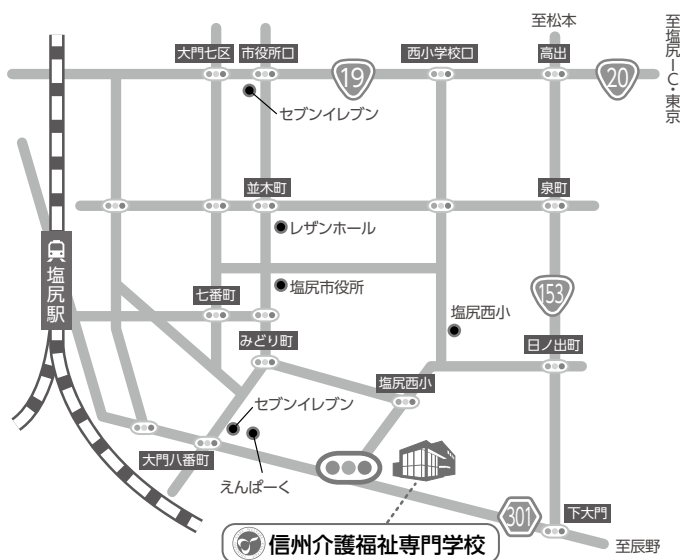 至松本
至塩尻IC・東京
大門七区
市役所口
西小学校口
高出
19
20
セブンイレブン
並木町
泉町
レザンホール
塩尻駅
塩尻市役所
153
七番町
塩尻西小
みどり町
日ノ出町
塩尻西小
セブンイレブン
大門八番町
えんぱーく
301
下大門
信州介護福祉専門学校
至辰野